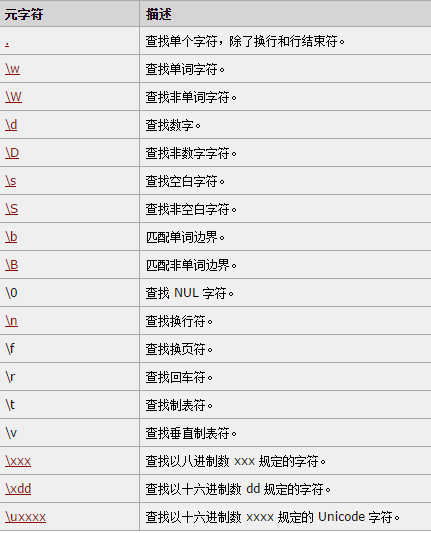 元字符 描述
. 查找单个字符，除了换行和行结束符。
\w 查找单词字符。
\W 查找非单词字符。
\d 查找数字。
\D 查找非数字字符。
\s 查找空白字符。
\S 查找非空白字符。
\b 匹配单词边界。
\B 匹配非单词边界。
\0 查找 NUL 字符。
\n 查找换行符。
\f 查找换页符。
\r 查找回车符。
\t 查找制表符。
\v 查找垂直制表符。
\xxx 查找以八进制数 xxx 规定的字符。
\xdd 查找以十六进制数 dd 规定的字符。
\uxxxx 查找以十六进制数 xxxx 规定的 Unicode 字符。